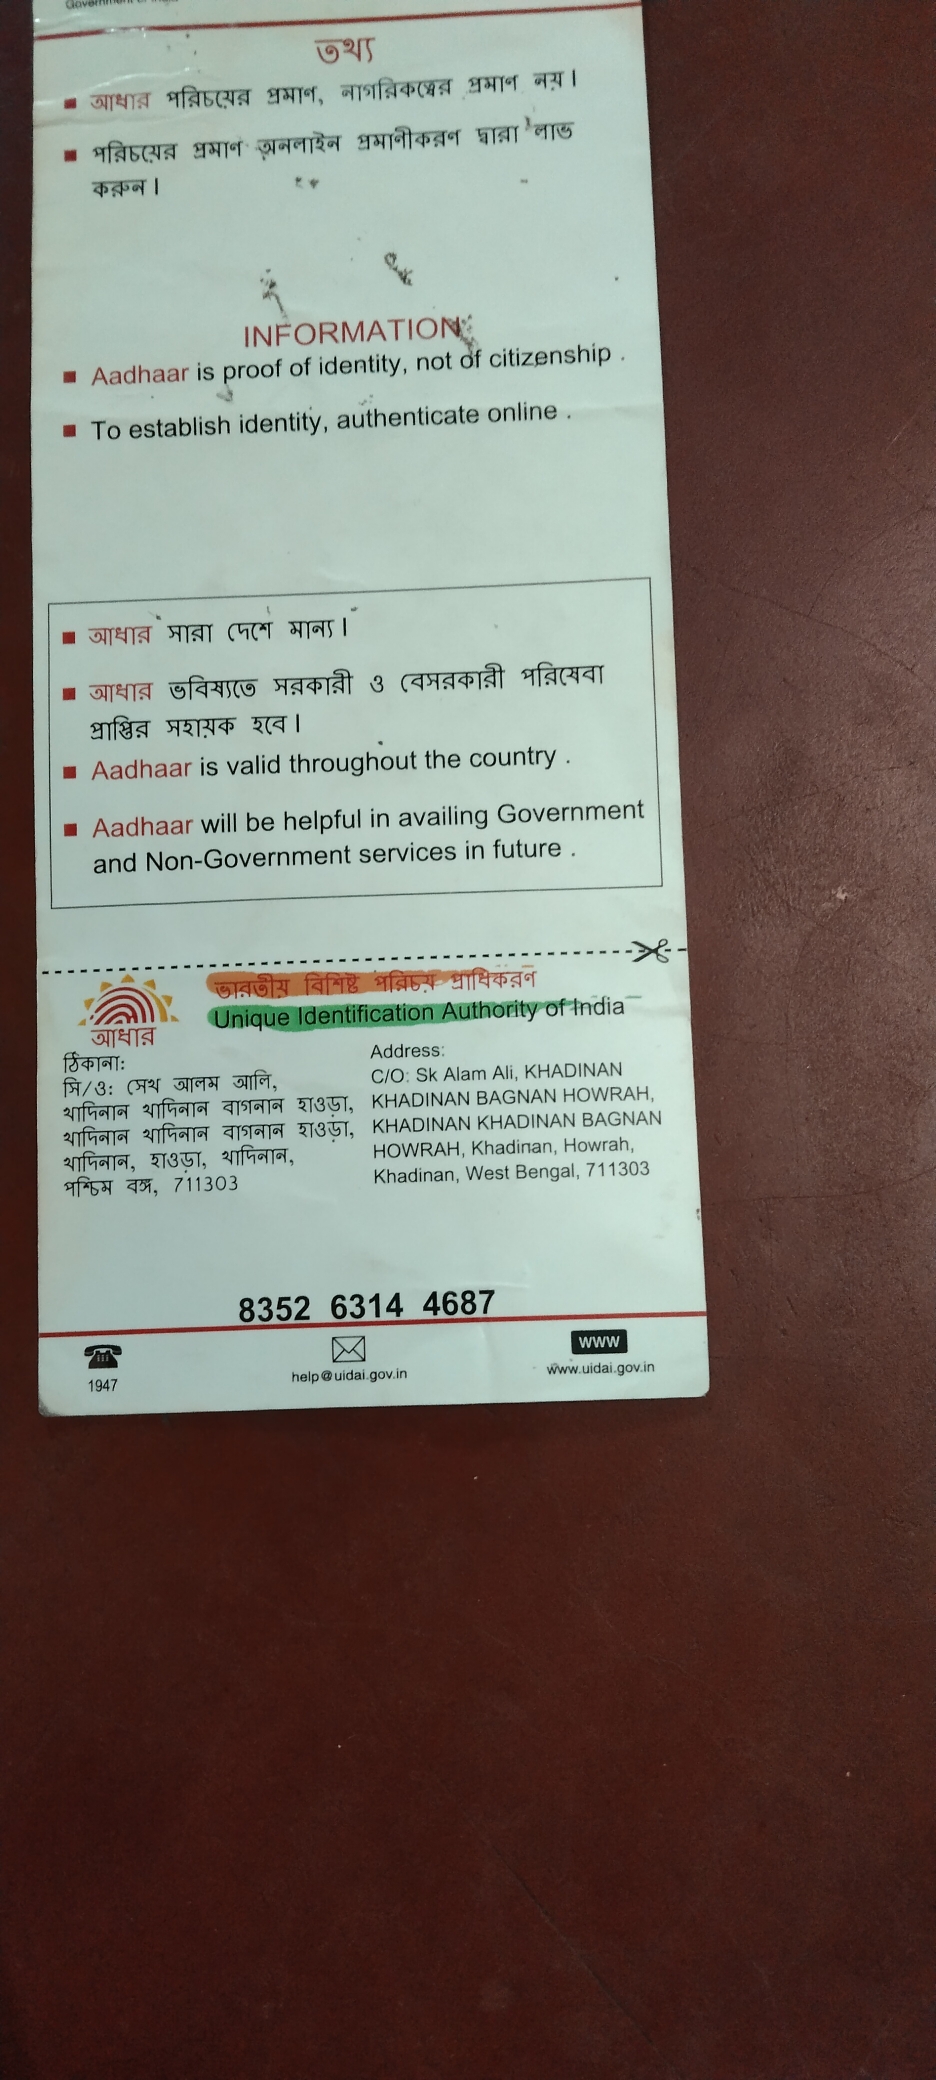 Government of India
তথ্য
আধার পরিচয়ের প্রমাণ, নাগরিকত্বের প্রমাণ নয়।
পরিচয়ের প্রমাণ অনলাইন প্রমাণীকরণ দ্বারা লাভ
করুন।
INFORMATION
Aadhaar is proof of identity, not of citizenship .
To establish identity, authenticate online .
আধার সারা দেশে মান্য।
আধার ভবিষ্যতে সরকারী ও বেসরকারী পরিষেবা
প্রাপ্তির সহায়ক হবে।
Aadhaar is valid throughout the country .
Aadhaar will be helpful in availing Government
and Non-Government services in future .
ভারতীয় বিশিষ্ট পরিচয় প্রাধিকরণ
Unique Identification Authority of India
আধার
ঠিকানা:
সি/ও: সেখ আলম আলি,
খাদিনান খাদিনান বাগনান হাওড়া,
খাদিনান খাদিনান বাগনান হাওড়া,
খাদিনান, হাওড়া, খাদিনান,
পশ্চিম বঙ্গ, 711303
Address:
C/O: Sk Alam Ali, KHADINAN
KHADINAN BAGNAN HOWRAH,
KHADINAN KHADINAN BAGNAN
HOWRAH, Khadinan, Howrah,
Khadinan, West Bengal, 711303
8352 6314 4687
1947
help@uidai.gov.in
WWW
www.uidai.gov.in